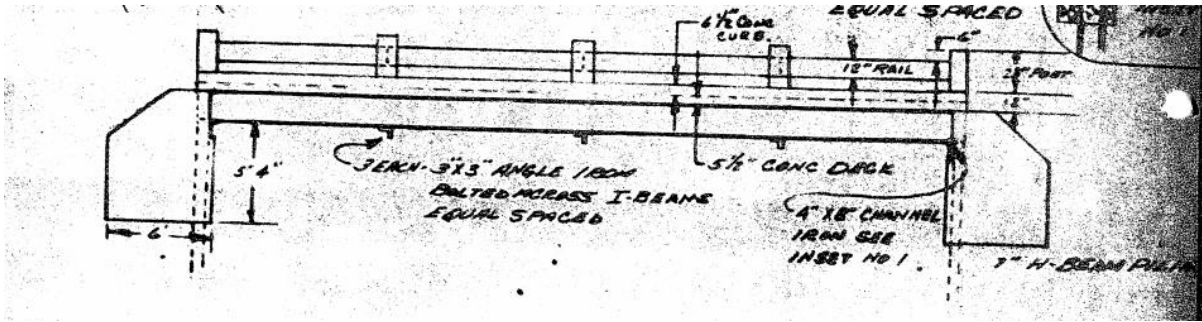 EQUAL SPACED
NO 1
6½" CONC
CURB.
6"
12" RAIL
28" POST
12"
5'4"
6'
3 EACH - 3"X3" ANGLE IRON
BOLTED ACROSS I-BEAMS
EQUAL SPACED
5½" CONC DECK
4" X 8" CHANNEL
IRON SEE
INSET NO 1.
7" H-BEAM